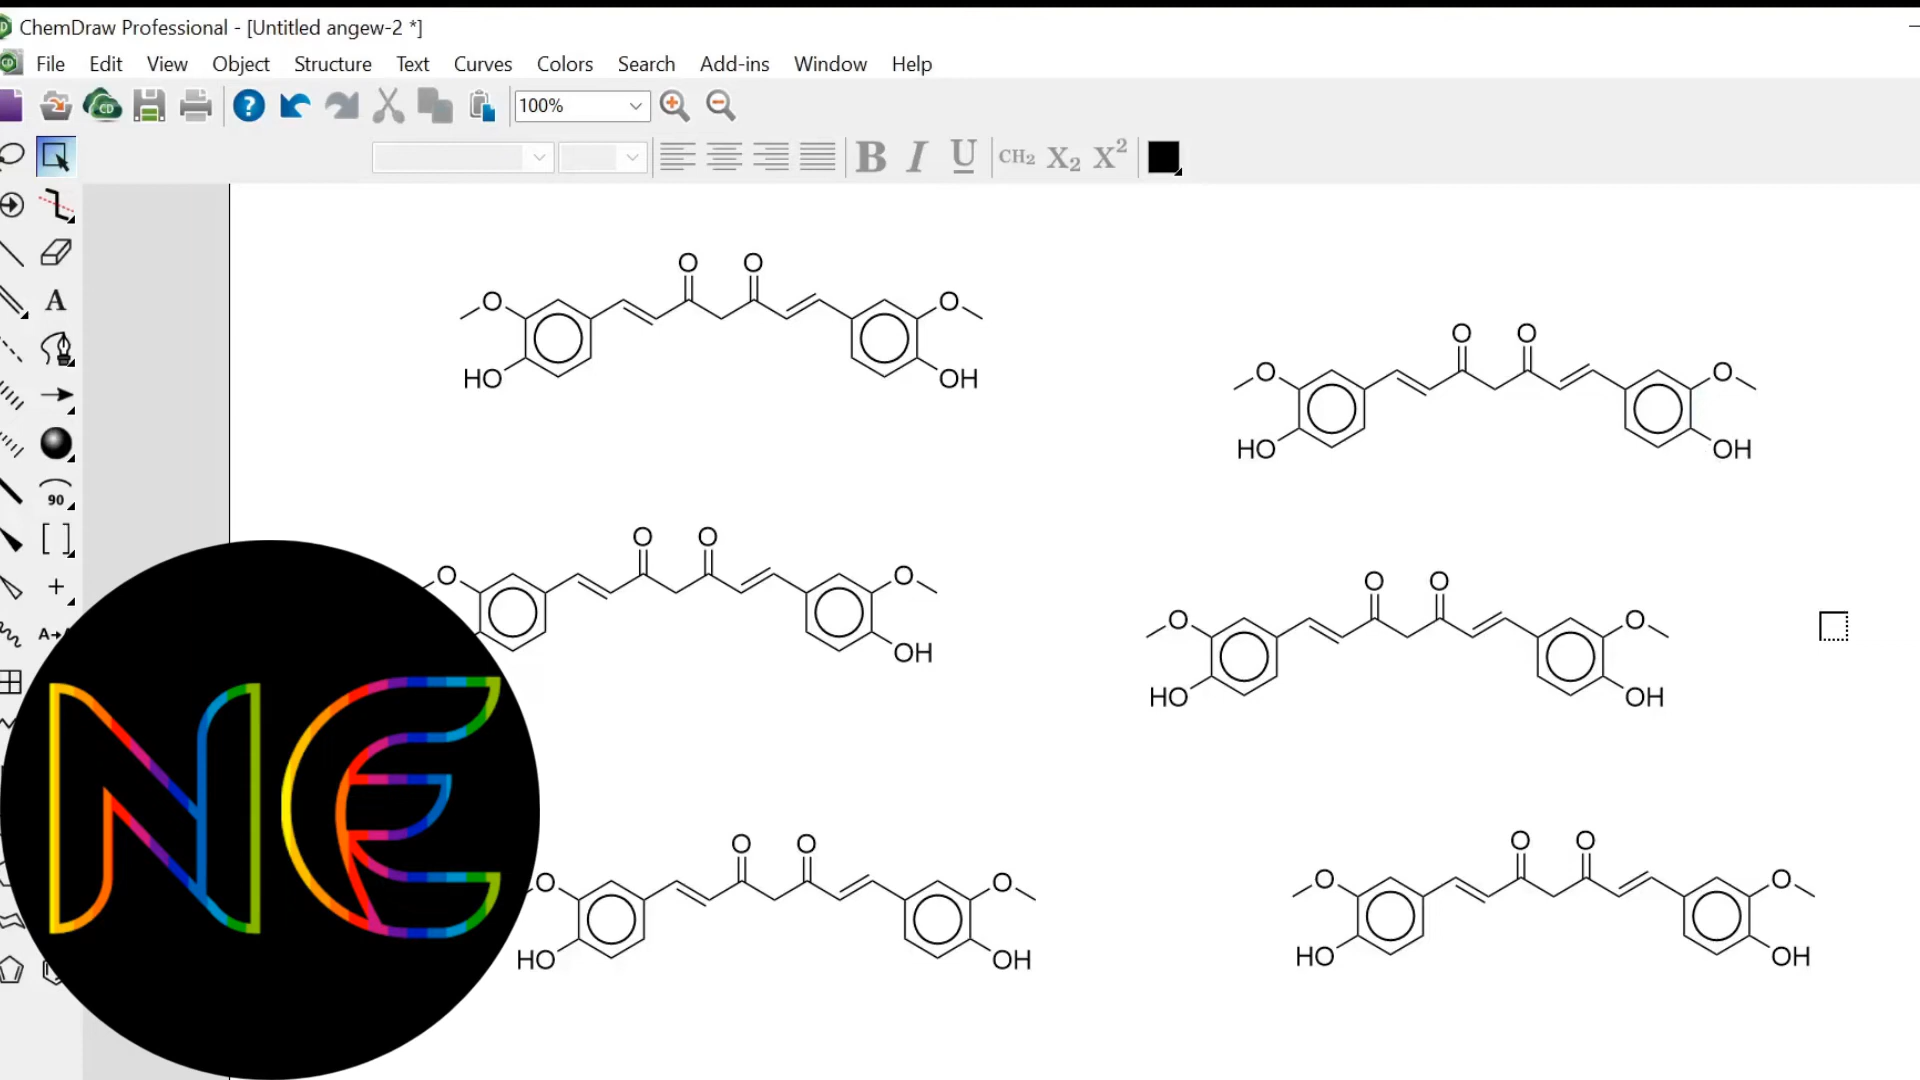 ChemDraw Professional - [Untitled angew-2 *]
File Edit View Object Structure Text Curves Colors Search Add-ins Window Help
CD ? 100%
B I U CH₂ X₂ X²
A
90
[ ]
+
O O
O O
HO OH
O O
O O
HO OH
O O
O O
OH
O O
O O
HO OH
O O
O O
HO OH
O O
O O
HO OH
NE